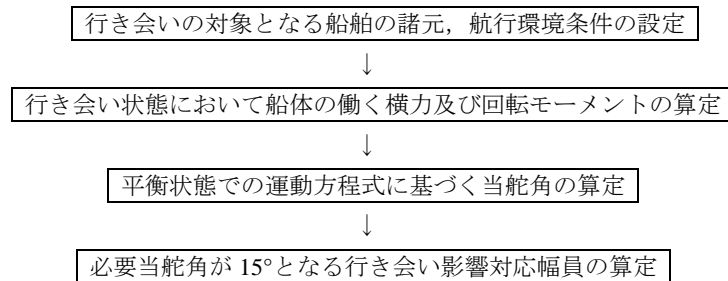 行き会いの対象となる船舶の諸元，航行環境条件の設定
↓
行き会い状態において船体の働く横力及び回転モーメントの算定
↓
平衡状態での運動方程式に基づく当舵角の算定
↓
必要当舵角が 15°となる行き会い影響対応幅員の算定